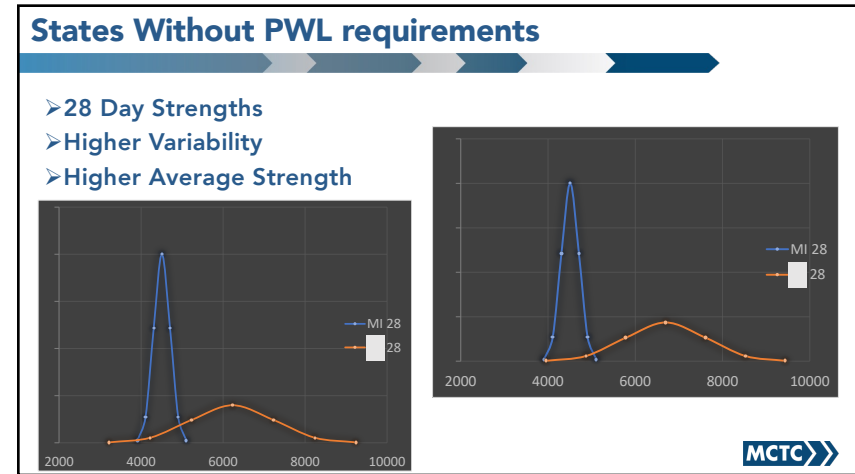 States Without PWL requirements
➢28 Day Strengths
➢Higher Variability
➢Higher Average Strength
MI 28
28
2000 4000 6000 8000 10000
MI 28
28
2000 4000 6000 8000 10000
MCTC